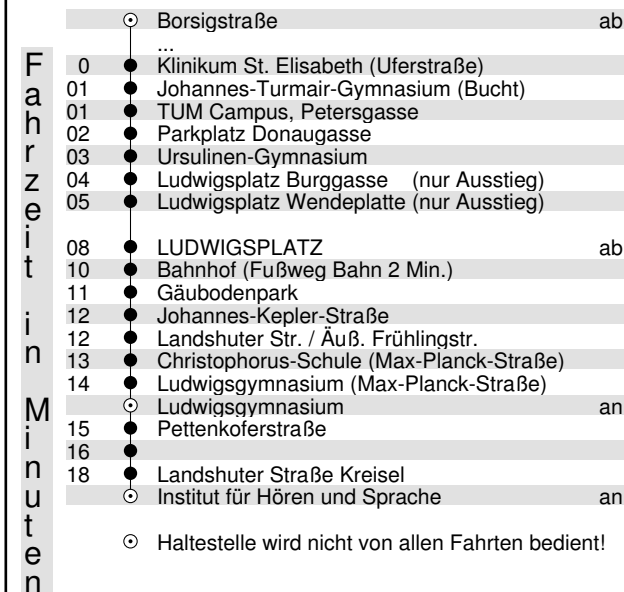 Fahrzeit in Minuten
Borsigstraße ab
...
0 Klinikum St. Elisabeth (Uferstraße)
01 Johannes-Turmair-Gymnasium (Bucht)
01 TUM Campus, Petersgasse
02 Parkplatz Donaugasse
03 Ursulinen-Gymnasium
04 Ludwigsplatz Burggasse (nur Ausstieg)
05 Ludwigsplatz Wendeplatte (nur Ausstieg)
08 LUDWIGSPLATZ ab
10 Bahnhof (Fußweg Bahn 2 Min.)
11 Gäubodenpark
12 Johannes-Kepler-Straße
12 Landshuter Str. / Äuß. Frühlingstr.
13 Christophorus-Schule (Max-Planck-Straße)
14 Ludwigsgymnasium (Max-Planck-Straße)
Ludwigsgymnasium an
15 Pettenkoferstraße
16
18 Landshuter Straße Kreisel
Institut für Hören und Sprache an
Haltestelle wird nicht von allen Fahrten bedient!